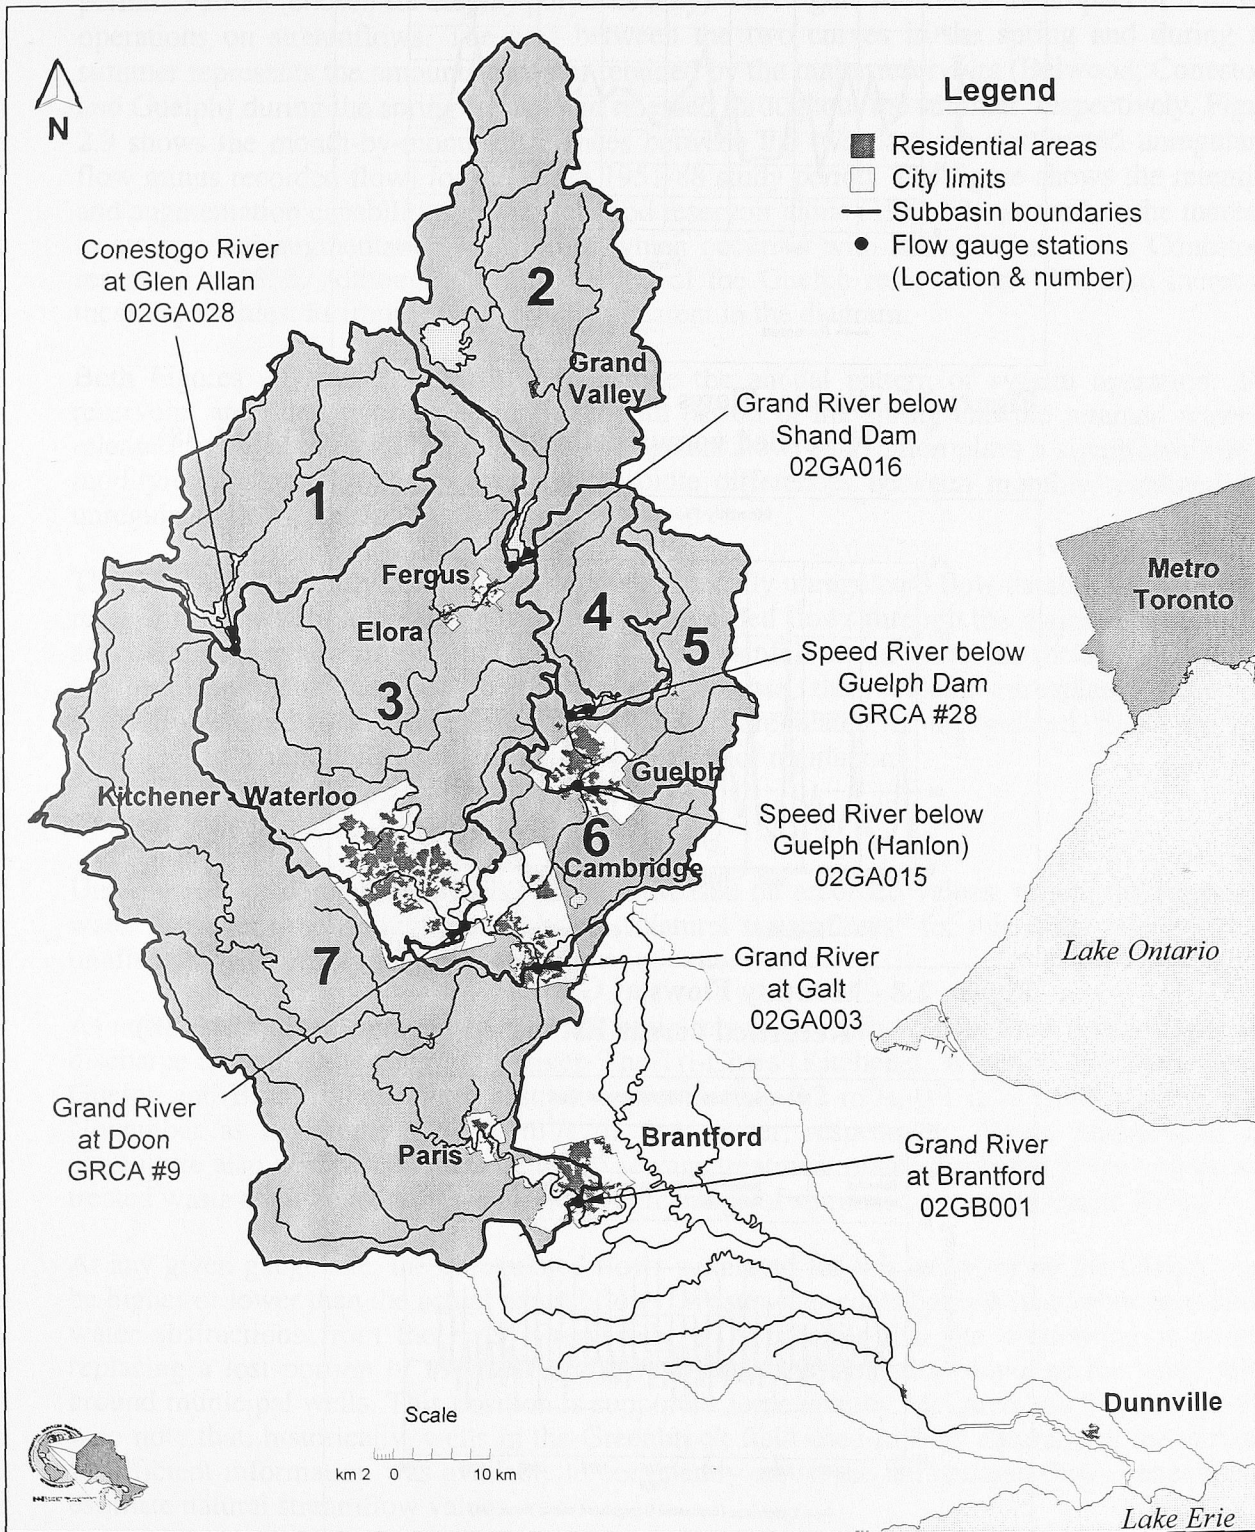 N
Legend
Residential areas
City limits
Subbasin boundaries
Flow gauge stations
(Location & number)
Conestogo River
at Glen Allan
02GA028
2
Grand
Valley
Grand River below
Shand Dam
02GA016
1
Metro
Toronto
Fergus
4
Elora
5
3
Speed River below
Guelph Dam
GRCA #28
Guelph
Kitchener - Waterloo
Speed River below
Guelph (Hanlon)
02GA015
6
Cambridge
7
Grand River
at Galt
02GA003
Lake Ontario
Grand River
at Doon
GRCA #9
Paris
Brantford
Grand River
at Brantford
02GB001
Dunnville
Scale
km 2 0 10 km
Lake Erie